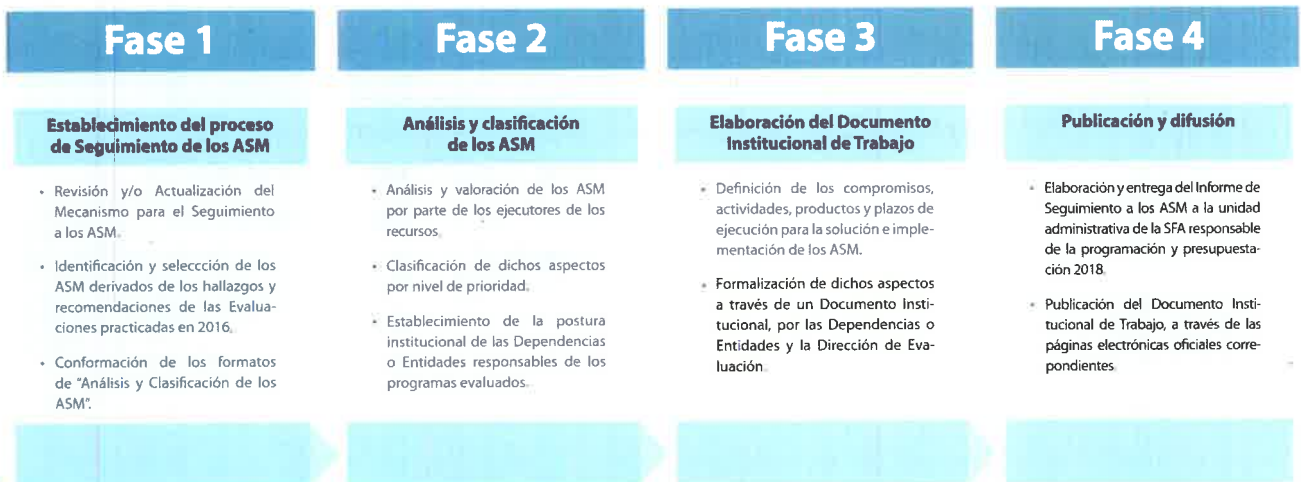 Fase 1
Establecimiento del proceso
de Seguimiento de los ASM
• Revisión y/o Actualización del
Mecanismo para el Seguimiento
a los ASM.
• Identificación y seleccción de los
ASM derivados de los hallazgos y
recomendaciones de las Evalua-
ciones practicadas en 2016.
• Conformación de los formatos
de "Análisis y Clasificación de los
ASM".
Fase 2
Análisis y clasificación
de los ASM
• Análisis y valoración de los ASM
por parte de los ejecutores de los
recursos.
• Clasificación de dichos aspectos
por nivel de prioridad.
• Establecimiento de la postura
institucional de las Dependencias
o Entidades responsables de los
programas evaluados.
Fase 3
Elaboración del Documento
Institucional de Trabajo
• Definición de los compromisos,
actividades, productos y plazos de
ejecución para la solución e imple-
mentación de los ASM.
• Formalización de dichos aspectos
a través de un Documento Insti-
tucional, por las Dependencias o
Entidades y la Dirección de Eva-
luación.
Fase 4
Publicación y difusión
• Elaboración y entrega del Informe de
Seguimiento a los ASM a la unidad
administrativa de la SFA responsable
de la programación y presupuesta-
ción 2018.
• Publicación del Documento Insti-
tucional de Trabajo, a través de las
páginas electrónicas oficiales corre-
pondientes.